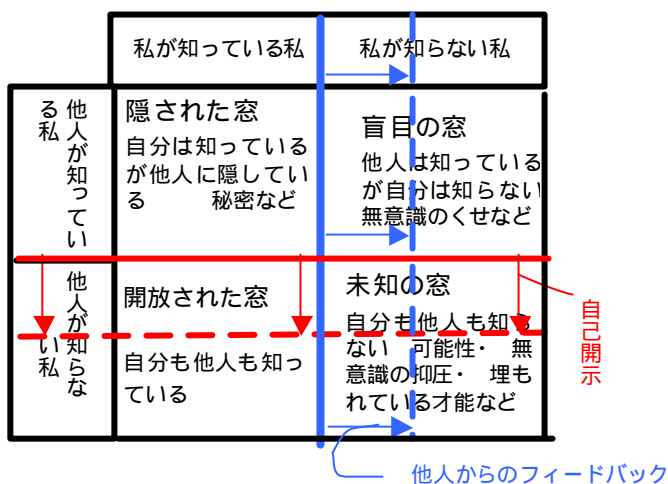 私が知っている私
私が知らない私
他人が知ってい
る私
隠された窓
自分は知っている
が他人に隠してい
る 秘密など
盲目の窓
他人は知っている
が自分は知らない
無意識のくせなど
他人が知らな
い私
開放された窓
自分も他人も知っ
ている
未知の窓
自分も他人も知ら
ない 可能性・ 無
意識の抑圧・ 埋も
れている才能など
自己開示
他人からのフィードバック